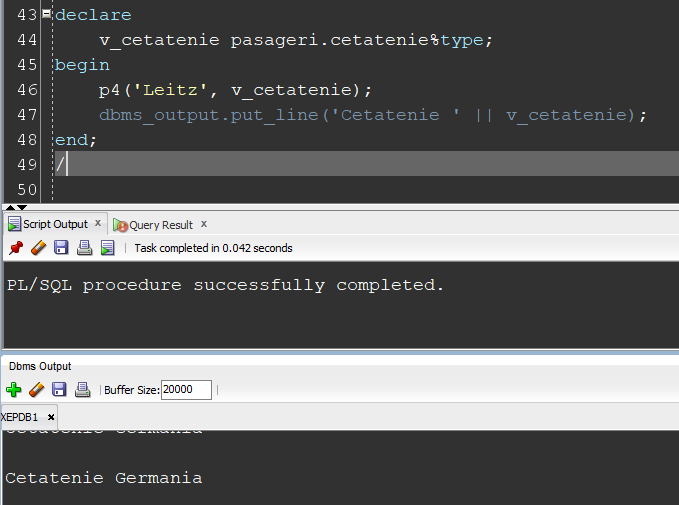 43 declare
44 v_cetatenie pasageri.cetatenie%type;
45 begin
46 p4('Leitz', v_cetatenie);
47 dbms_output.put_line('Cetatenie ' || v_cetatenie);
48 end;
49 /
50
Script Output x Query Result x
Task completed in 0.042 seconds
PL/SQL procedure successfully completed.
Dbms Output
Buffer Size: 20000
XEPDB1 x
Cetatenie Germania
Cetatenie Germania